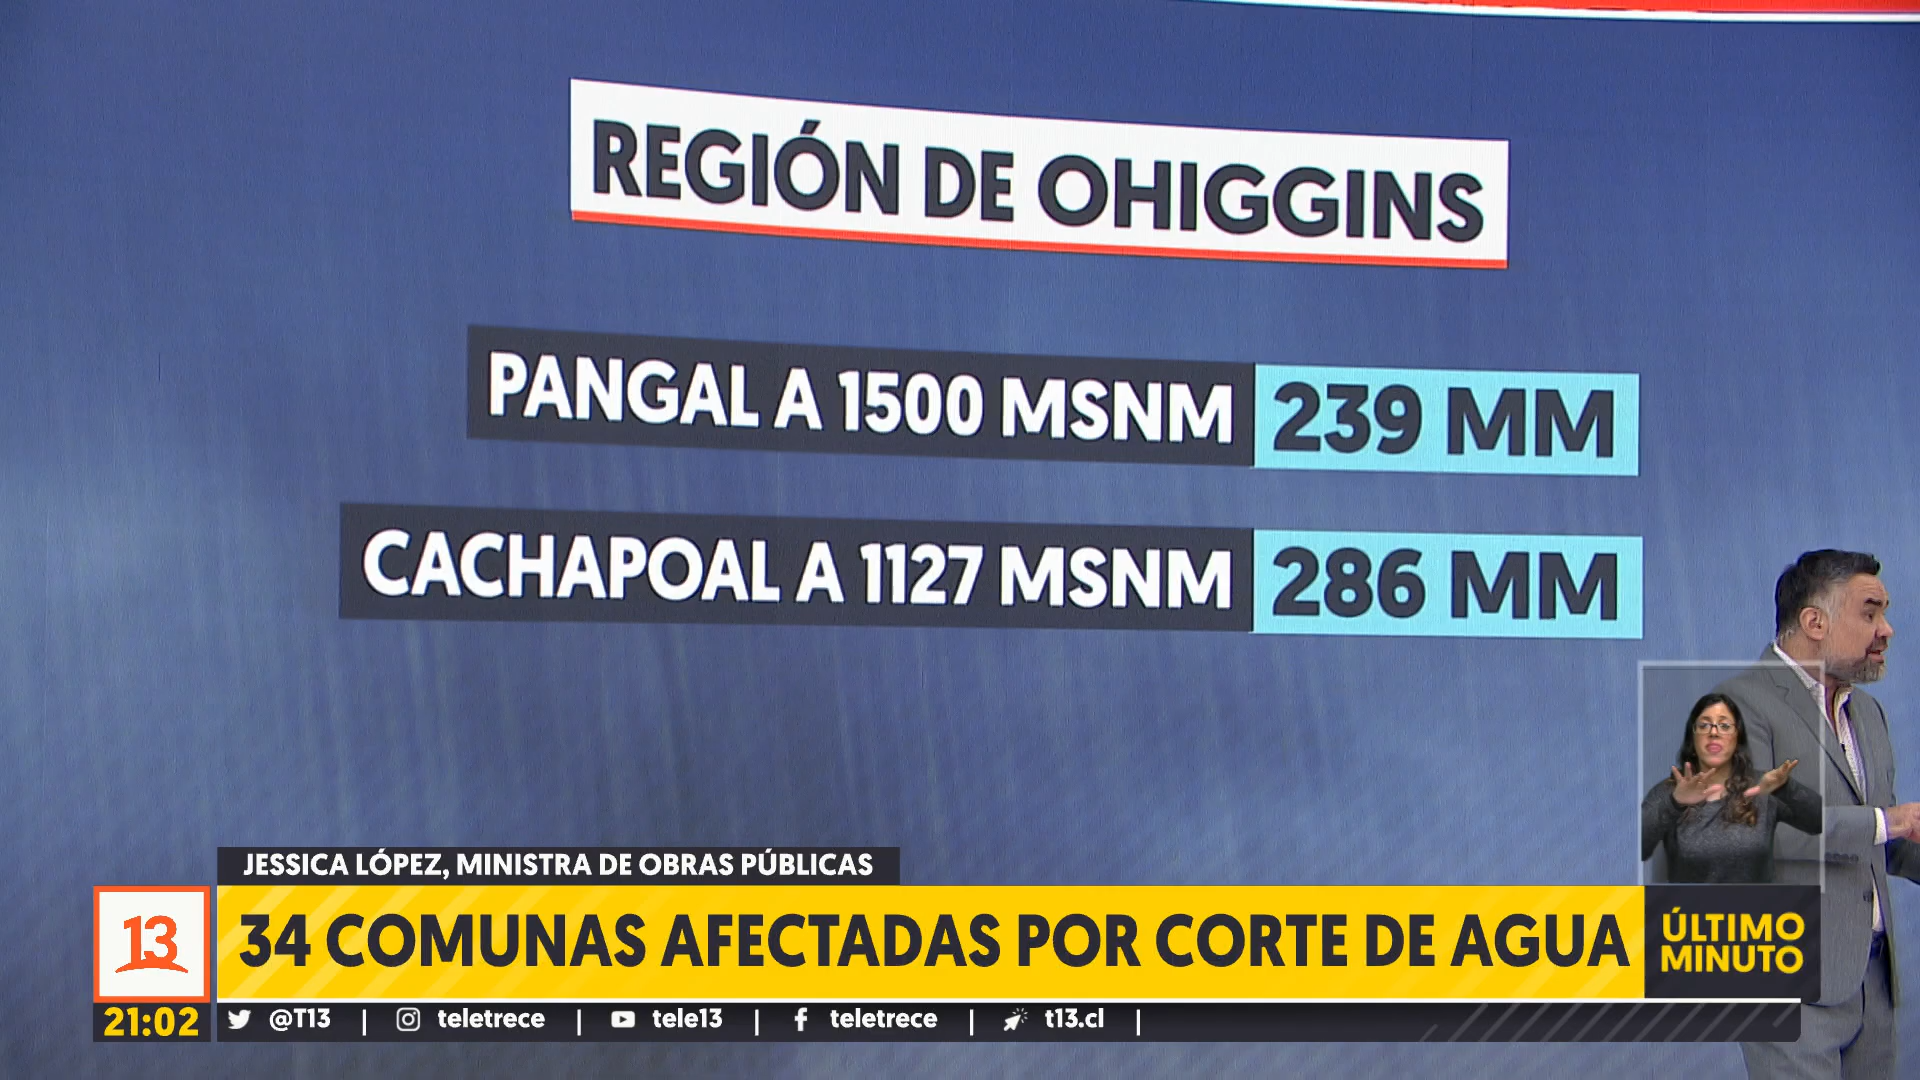 REGIÓN DE OHIGGINS
PANGAL A 1500 MSNM 239 MM
CACHAPOAL A 1127 MSNM 286 MM
JESSICA LÓPEZ, MINISTRA DE OBRAS PÚBLICAS
13
34 COMUNAS AFECTADAS POR CORTE DE AGUA
ÚLTIMO
MINUTO
21:02 @T13 | teletrece | tele13 | teletrece | t13.cl |